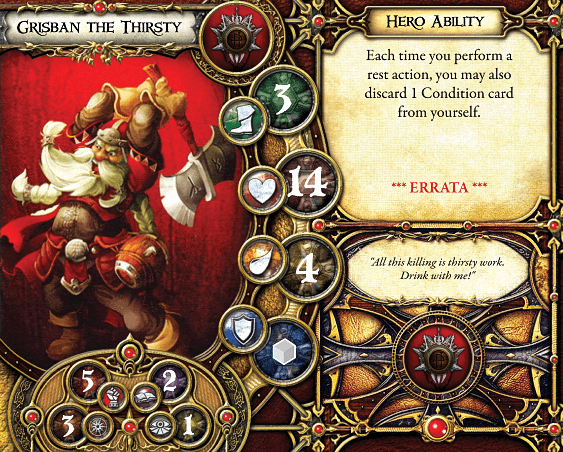 Grisban the Thirsty
3
14
4
5
2
3
1
Hero Ability
Each time you perform a
rest action, you may also
discard 1 Condition card
from yourself.
*** ERRATA ***
"All this killing is thirsty work.
Drink with me!"